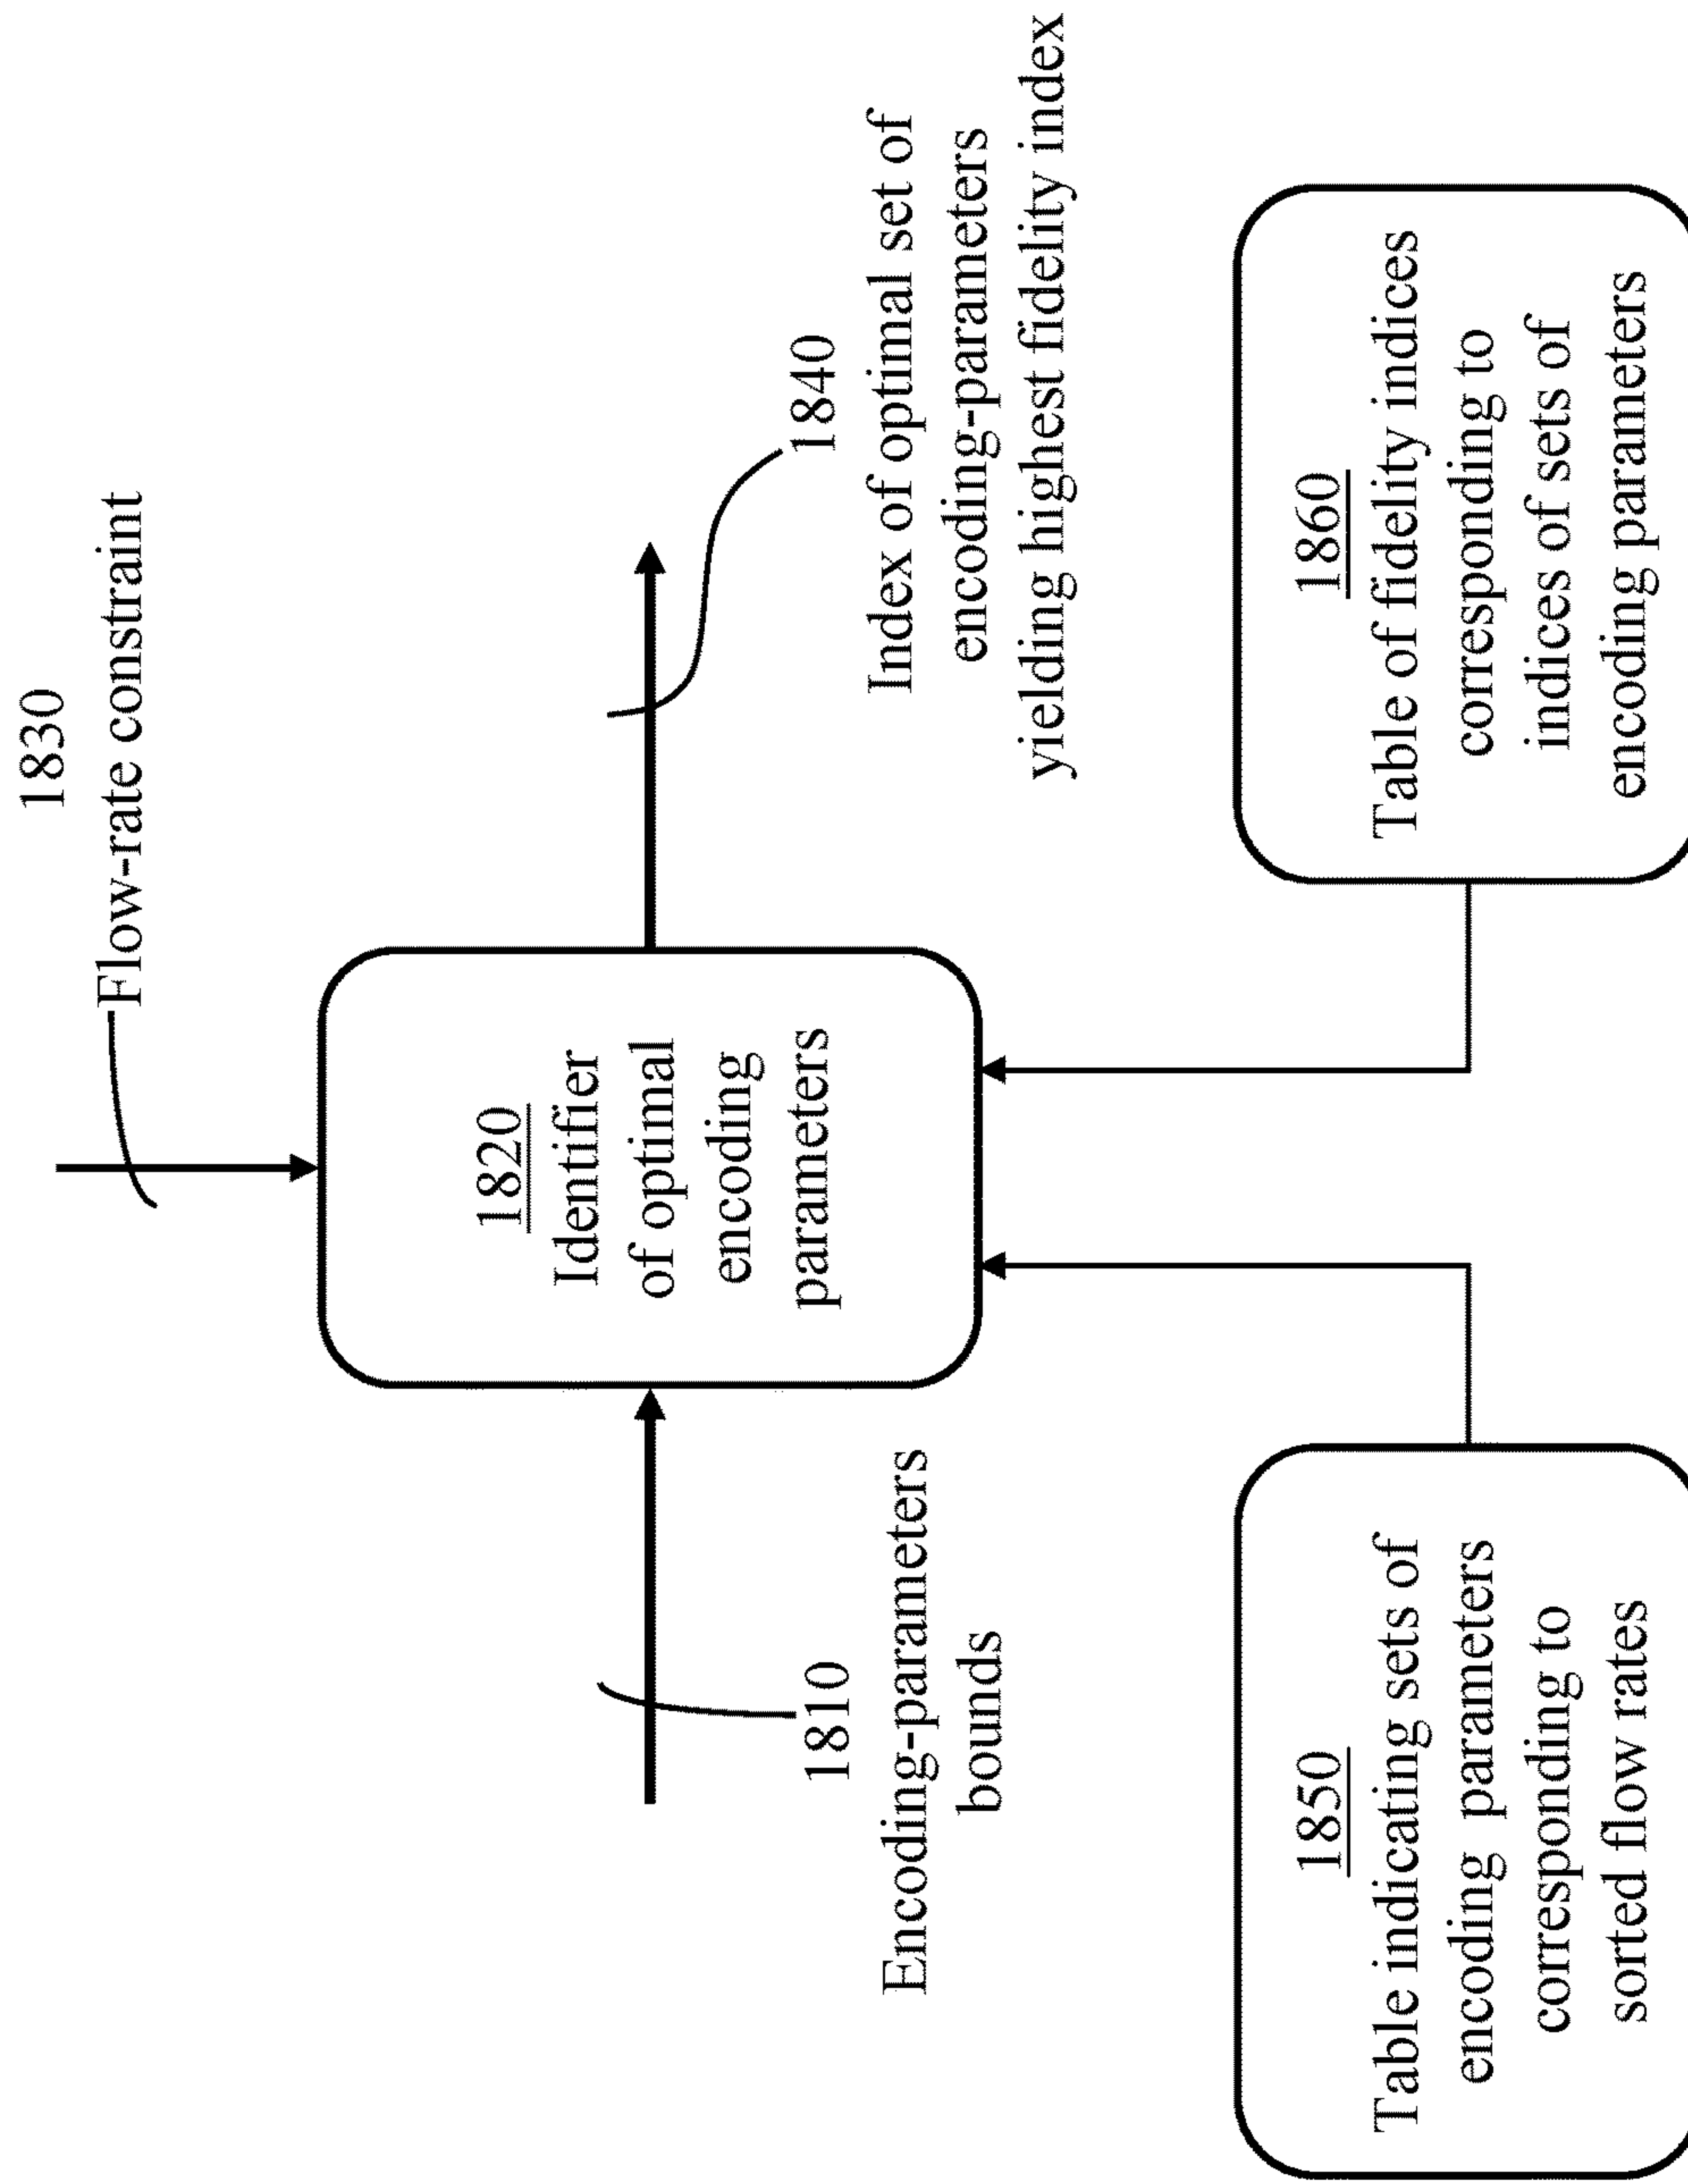 1830
Flow-rate constraint
1820
Identifier
of optimal
encoding
parameters
1810
Encoding-parameters
bounds
1840
Index of optimal set of
encoding-parameters
yielding highest fidelity index
1850
Table indicating sets of
encoding parameters
corresponding to
sorted flow rates
1860
Table of fidelity indices
corresponding to
indices of sets of
encoding parameters